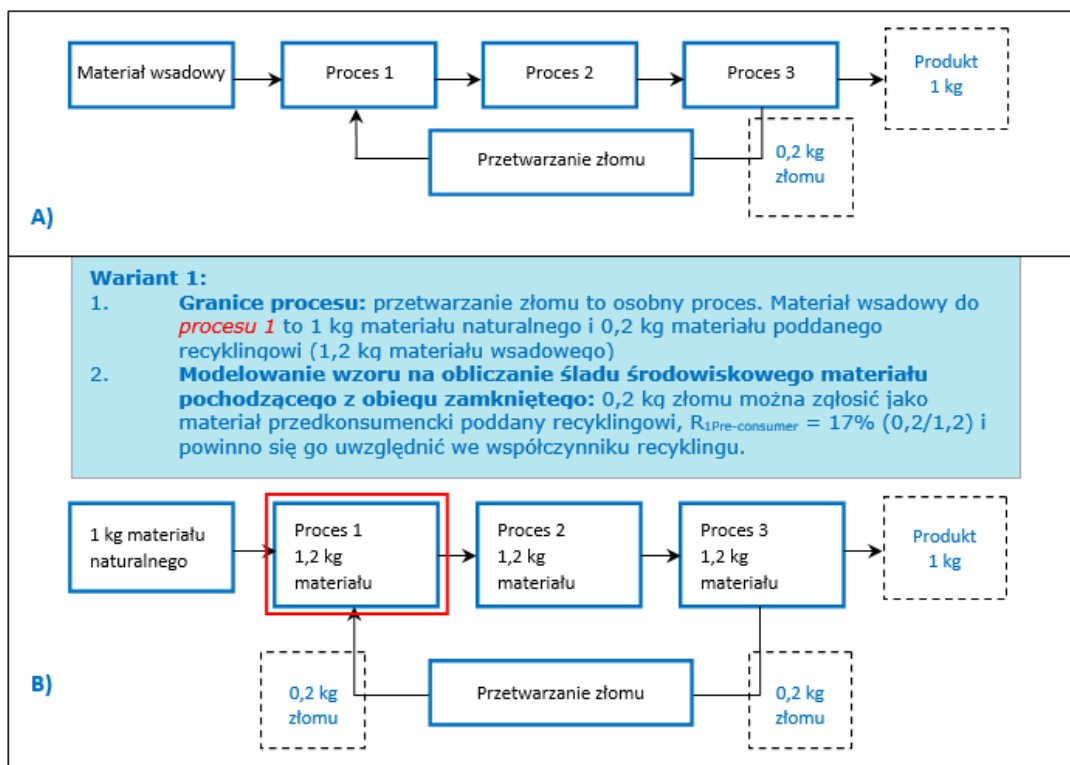 Materiał wsadowy
Proces 1
Proces 2
Proces 3
Produkt
1 kg
Przetwarzanie złomu
0,2 kg
złomu
A)
Wariant 1:
1. Granice procesu: przetwarzanie złomu to osobny proces. Materiał wsadowy do
procesu 1 to 1 kg materiału naturalnego i 0,2 kg materiału poddanego
recyklingowi (1,2 kg materiału wsadowego)
2. Modelowanie wzoru na obliczanie śladu środowiskowego materiału
pochodzącego z obiegu zamkniętego: 0,2 kg złomu można zgłosić jako
materiał przedkonsumencki poddany recyklingowi, R1Pre-consumer = 17% (0,2/1,2) i
powinno się go uwzględnić we współczynniku recyklingu.
1 kg materiału
naturalnego
Proces 1
1,2 kg
materiału
Proces 2
1,2 kg
materiału
Proces 3
1,2 kg
materiału
Produkt
1 kg
B)
0,2 kg
złomu
Przetwarzanie złomu
0,2 kg
złomu